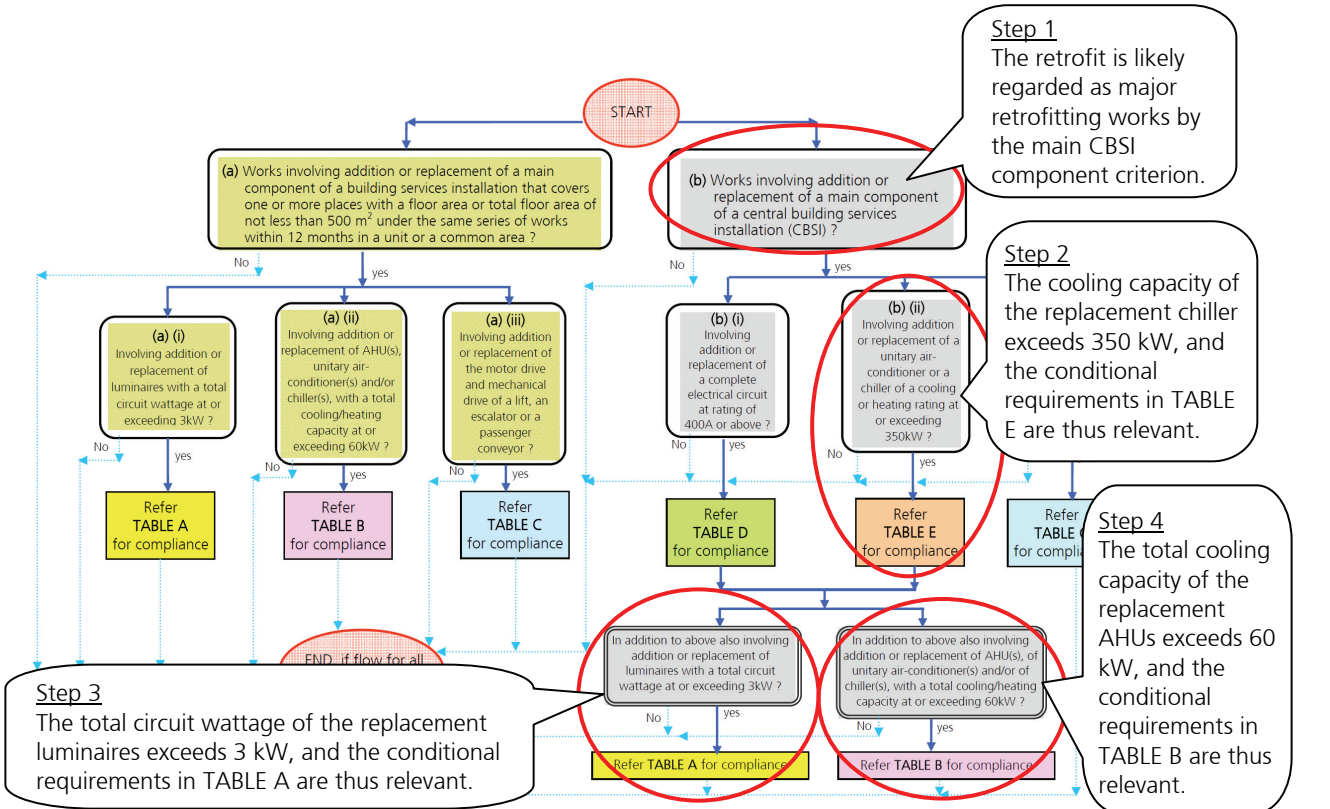 START
(a) Works involving addition or replacement of a main
component of a building services installation that covers
one or more places with a floor area or total floor area of
not less than 500 m² under the same series of works
within 12 months in a unit or a common area ?
(b) Works involving addition or
replacement of a main component
of a central building services
installation (CBSI) ?
Step 1
The retrofit is likely
regarded as major
retrofitting works by
the main CBSI
component criterion.
No
yes
No
yes
(a) (i)
Involving addition or
replacement of
luminaires with a total
circuit wattage at or
exceeding 3kW ?
(a) (ii)
Involving addition or
replacement of AHU(s),
unitary air-
conditioner(s) and/or
chiller(s), with a total
cooling/heating
capacity at or
exceeding 60kW ?
(a) (iii)
Involving addition
or replacement of
the motor drive
and mechanical
drive of a lift, an
escalator or a
passenger
conveyor ?
(b) (i)
Involving
addition or
replacement of
a complete
electrical circuit
at rating of
400A or above ?
(b) (ii)
Involving addition
or replacement of a
unitary air-
conditioner or a
chiller of a cooling
or heating rating at
or exceeding
350kW ?
Step 2
The cooling capacity of
the replacement chiller
exceeds 350 kW, and
the conditional
requirements in TABLE
E are thus relevant.
No
yes
No
yes
No
yes
No
yes
No
yes
Refer
TABLE A
for compliance
Refer
TABLE B
for compliance
Refer
TABLE C
for compliance
Refer
TABLE D
for compliance
Refer
TABLE E
for compliance
Refer
TABLE
for
Step 4
The total cooling
capacity of the
replacement
AHUs exceeds 60
kW, and the
conditional
requirements in
TABLE B are thus
relevant.
END, if flow for all
In addition to above also involving
addition or replacement of
luminaires with a total circuit
wattage at or exceeding 3kW ?
In addition to above also involving
addition or replacement of AHU(s), of
unitary air-conditioner(s) and/or of
chiller(s), with a total cooling/heating
capacity at or exceeding 60kW ?
Step 3
The total circuit wattage of the replacement
luminaires exceeds 3 kW, and the conditional
requirements in TABLE A are thus relevant.
No
yes
No
yes
Refer TABLE A for compliance
Refer TABLE B for compliance